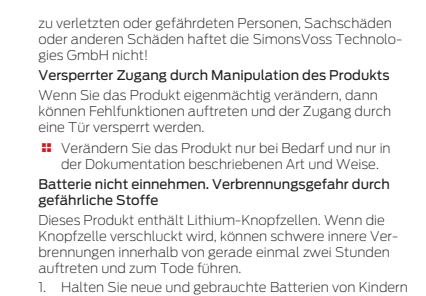 zu verletzten oder gefährdeten Personen, Sachschäden
oder anderen Schäden haftet die SimonsVoss Technolo-
gies GmbH nicht!
Versperrter Zugang durch Manipulation des Produkts
Wenn Sie das Produkt eigenmächtig verändern, dann
können Fehlfunktionen auftreten und der Zugang durch
eine Tür versperrt werden.
Verändern Sie das Produkt nur bei Bedarf und nur in
der Dokumentation beschriebenen Art und Weise.
Batterie nicht einnehmen. Verbrennungsgefahr durch
gefährliche Stoffe
Dieses Produkt enthält Lithium-Knopfzellen. Wenn die
Knopfzelle verschluckt wird, können schwere innere Ver-
brennungen innerhalb von gerade einmal zwei Stunden
auftreten und zum Tode führen.
1. Halten Sie neue und gebrauchte Batterien von Kindern